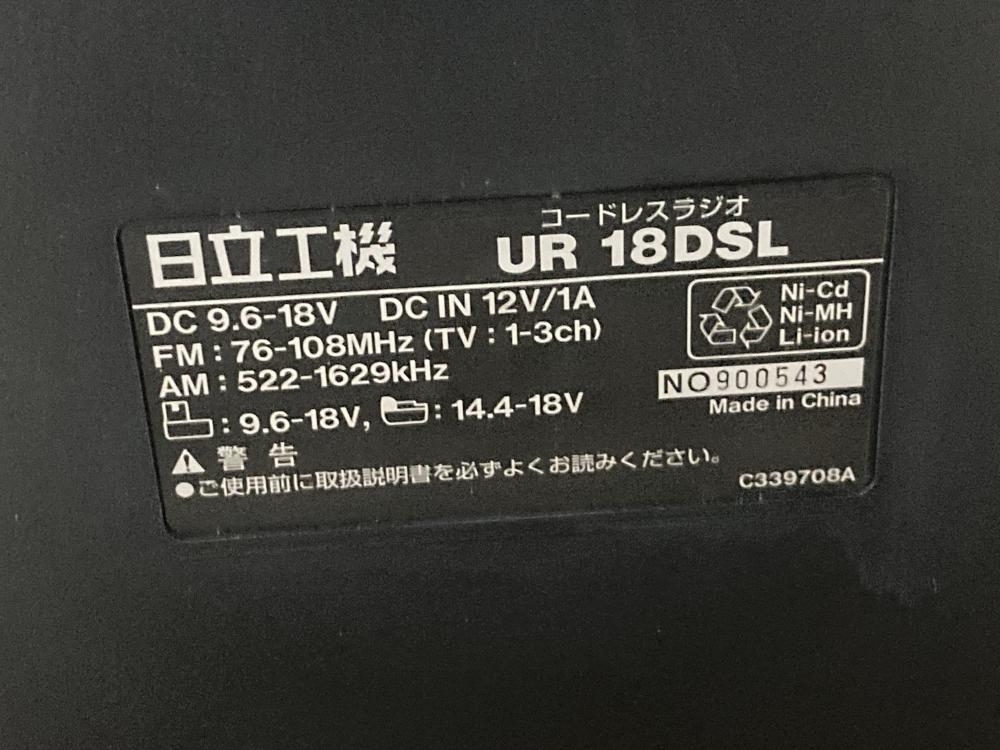 日立工機
コードレスラジオ
UR 18DSL
DC 9.6-18V DC IN 12V/1A
FM : 76-108MHz (TV : 1-3ch)
AM : 522-1629kHz
: 9.6-18V, : 14.4-18V
Ni-Cd
Ni-MH
Li-ion
NO900543
Made in China
警告
●ご使用前に取扱説明書を必ずよくお読みください。
C339708A